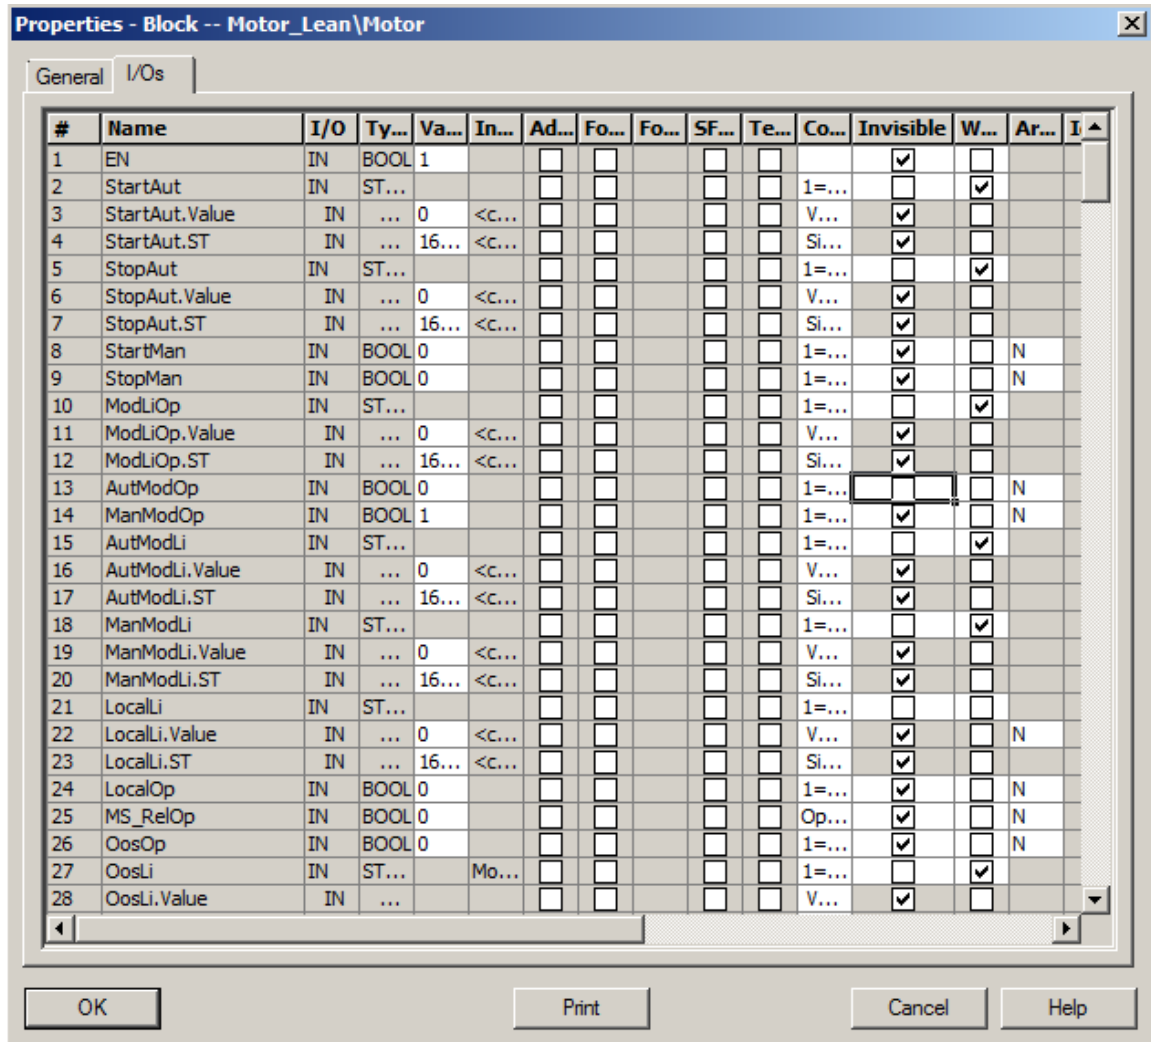 Properties - Block -- Motor_Lean\Motor
General I/Os
# Name I/O Ty... Va... In... Ad... Fo... Fo... SF... Te... Co... Invisible W... Ar...
1 EN IN BOOL 1
2 StartAut IN ST... 1=...
3 StartAut.Value IN ... 0 <c... V...
4 StartAut.ST IN ... 16... <c... Si...
5 StopAut IN ST... 1=...
6 StopAut.Value IN ... 0 <c... V...
7 StopAut.ST IN ... 16... <c... Si...
8 StartMan IN BOOL 0 1=... N
9 StopMan IN BOOL 0 1=... N
10 ModLiOp IN ST... 1=...
11 ModLiOp.Value IN ... 0 <c... V...
12 ModLiOp.ST IN ... 16... <c... Si...
13 AutModOp IN BOOL 0 1=... N
14 ManModOp IN BOOL 1 1=... N
15 AutModLi IN ST... 1=...
16 AutModLi.Value IN ... 0 <c... V...
17 AutModLi.ST IN ... 16... <c... Si...
18 ManModLi IN ST... 1=...
19 ManModLi.Value IN ... 0 <c... V...
20 ManModLi.ST IN ... 16... <c... Si...
21 LocalLi IN ST... 1=...
22 LocalLi.Value IN ... 0 <c... V... N
23 LocalLi.ST IN ... 16... <c... Si...
24 LocalOp IN BOOL 0 1=... N
25 MS_RelOp IN BOOL 0 Op... N
26 OosOp IN BOOL 0 1=... N
27 OosLi IN ST... Mo... 1=...
28 OosLi.Value IN ... V...
OK Print Cancel Help